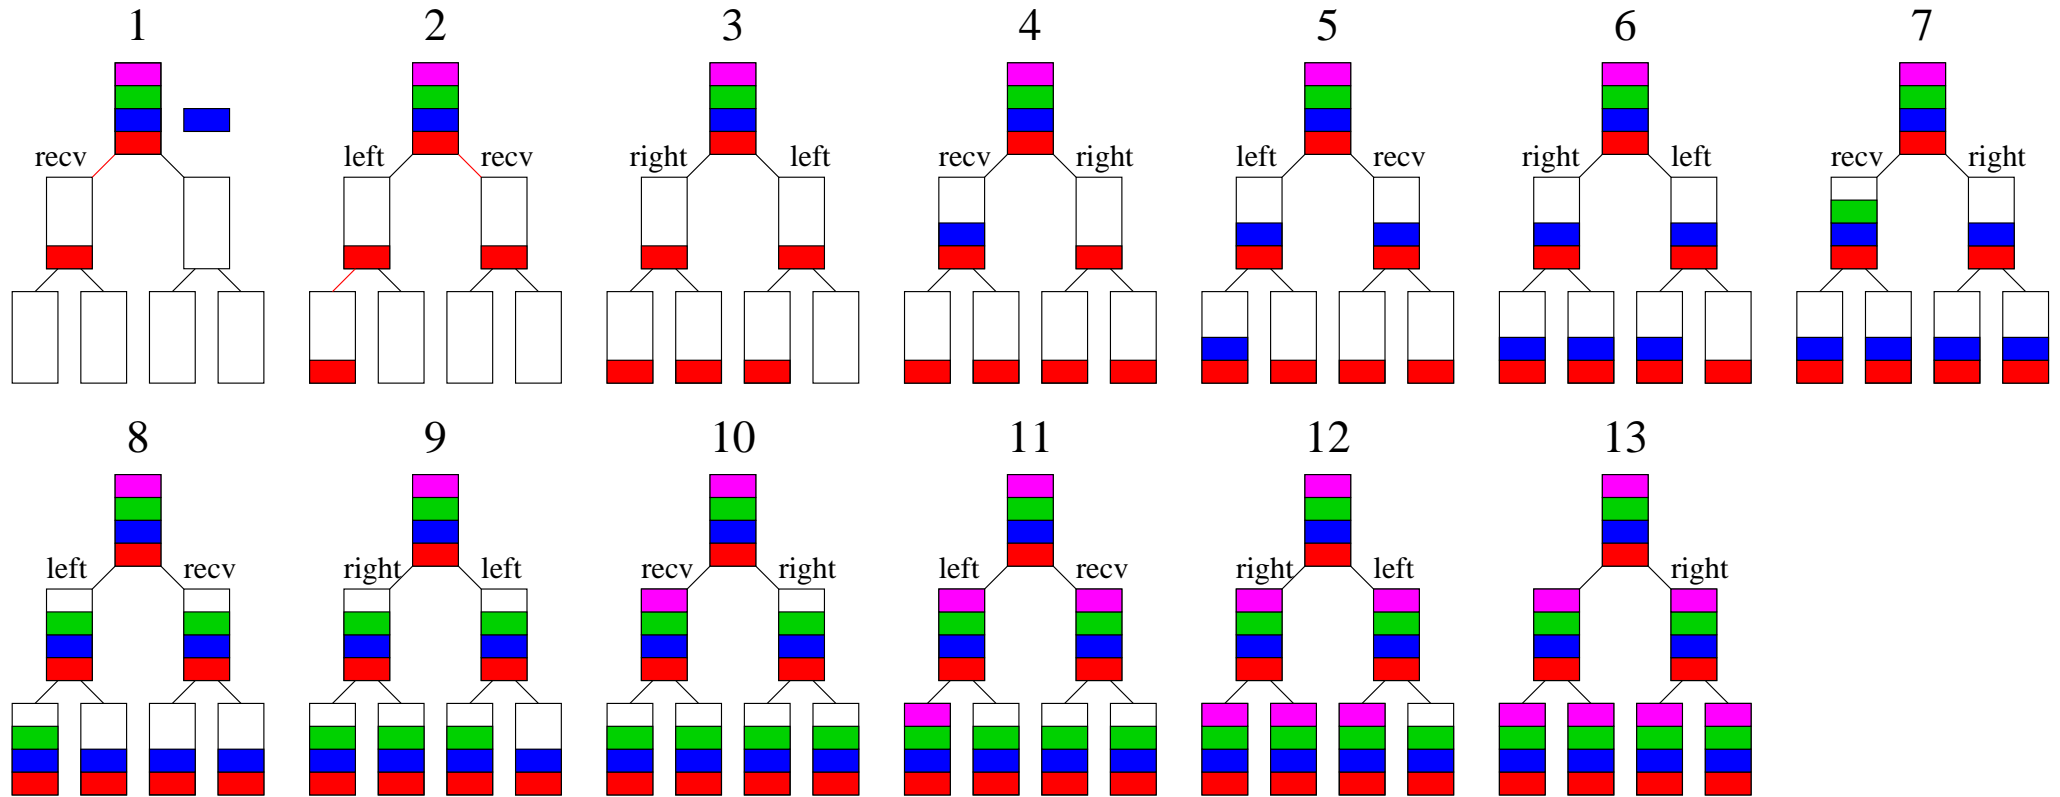 1 2 3 4 5 6 7
recv left recv right left recv right left recv right left recv right
8 9 10 11 12 13
left recv right left recv right left recv right left right